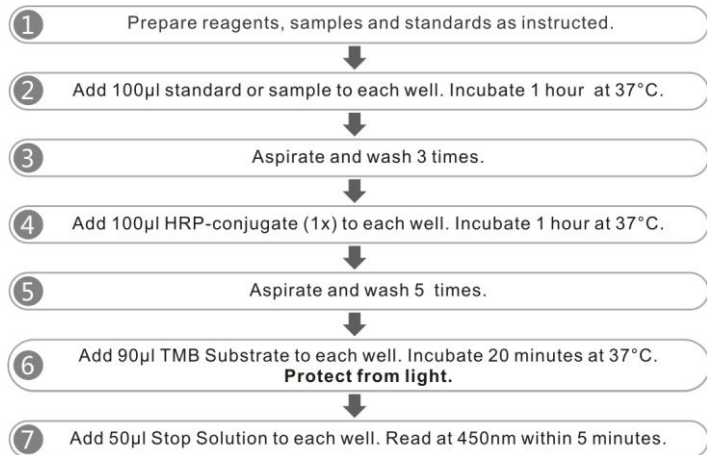 1 Prepare reagents, samples and standards as instructed.
2 Add 100μl standard or sample to each well. Incubate 1 hour at 37°C.
3 Aspirate and wash 3 times.
4 Add 100μl HRP-conjugate (1x) to each well. Incubate 1 hour at 37°C.
5 Aspirate and wash 5 times.
6 Add 90μl TMB Substrate to each well. Incubate 20 minutes at 37°C.
Protect from light.
7 Add 50μl Stop Solution to each well. Read at 450nm within 5 minutes.